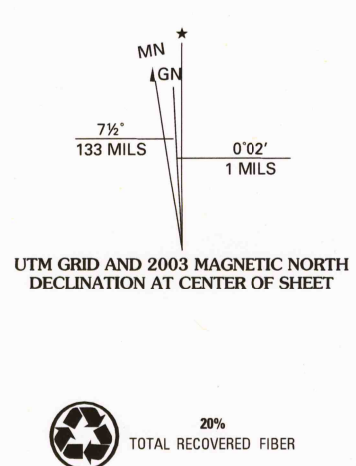 ★
MN
GN
7½°
133 MILS
0°02′
1 MILS
UTM GRID AND 2003 MAGNETIC NORTH
DECLINATION AT CENTER OF SHEET
20%
TOTAL RECOVERED FIBER